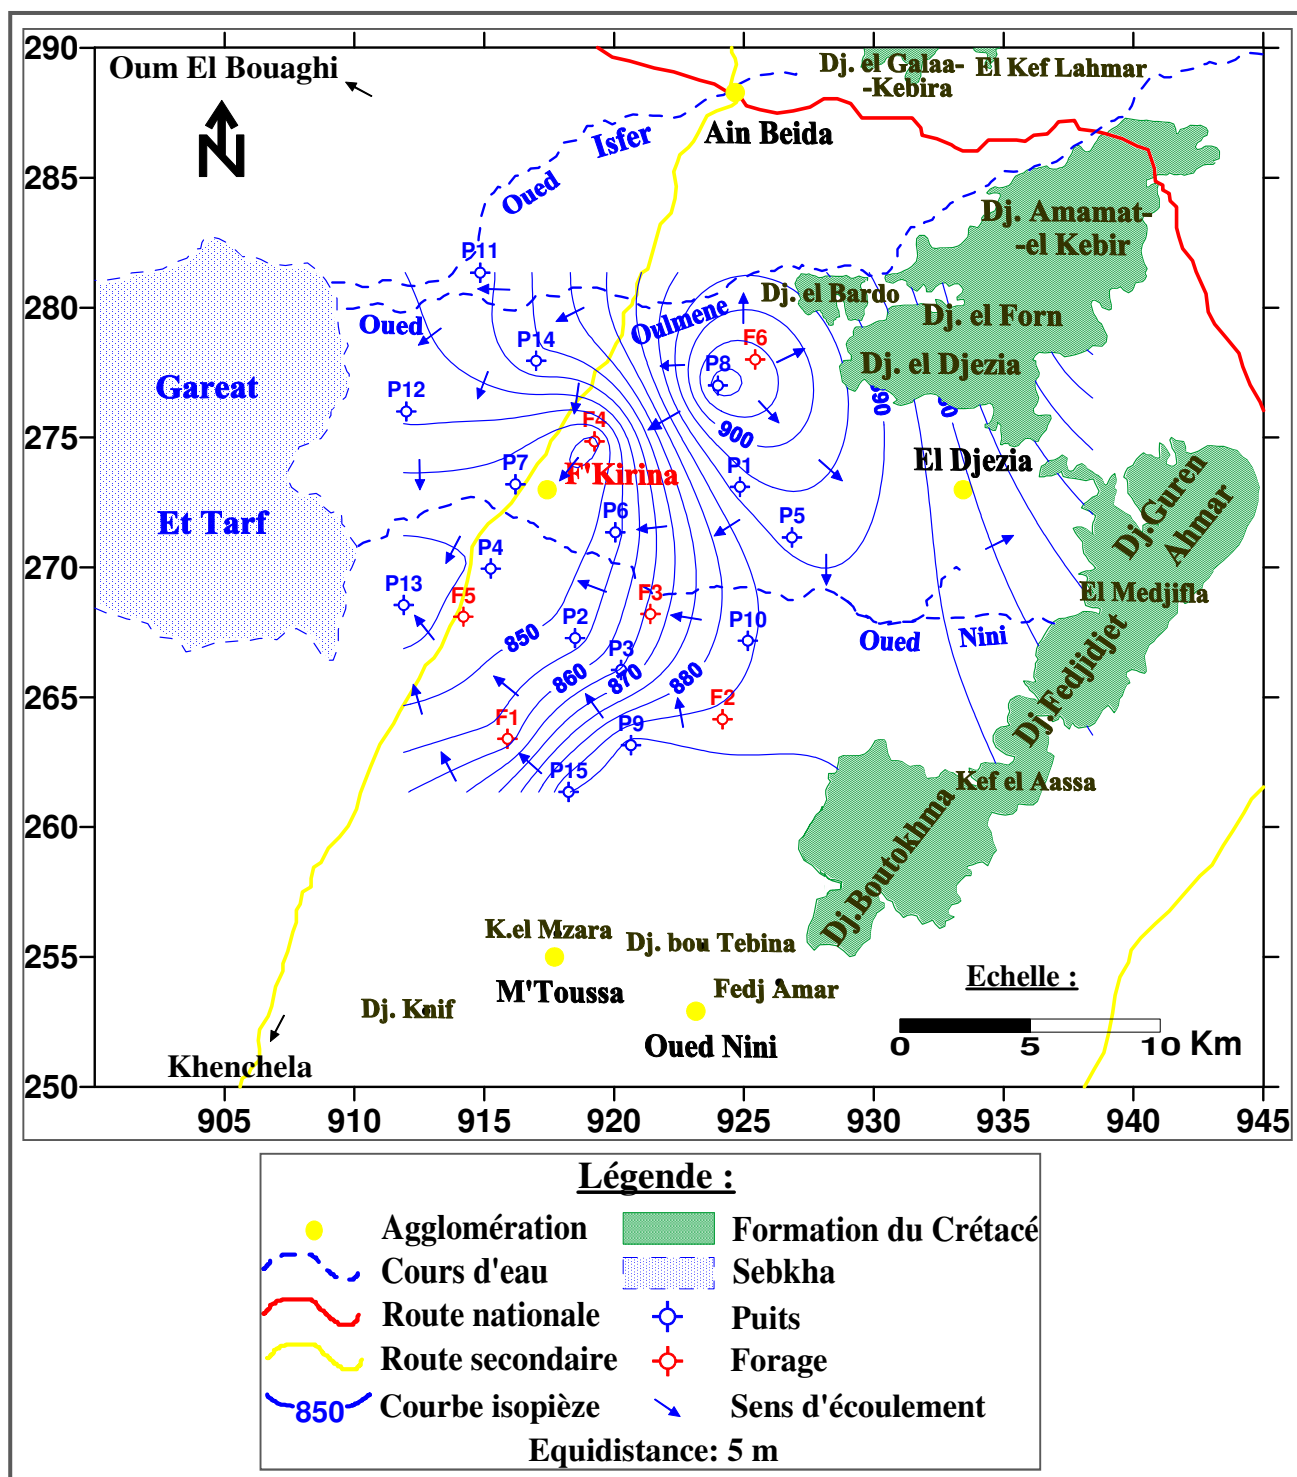 290
Oum El Bouaghi
Dj. el Galaa-
-Kebira
El Kef Lahmar
N
Ain Beida
Oued Isfer
285
Dj. Amamat-
-el Kebir
P11
280
Dj. el Bardo
Oued
Oulmene
Dj. el Forn
P14
F6
Gareat
P12
P8
Dj. el Djezia
890
275
F4
900
F'Kirina
P7
P1
El Djezia
Dj.Guren
Ahmar
Et Tarf
P6
P5
P4
270
P13
F5
F3
El Medjifla
P10
Oued Nini
850
P2
P3
860
870
880
Dj.Fedjidjet
265
F1
F2
P9
P15
Kef el Aassa
260
Dj.Boutokhma
K.el Mzara
Dj. bou Tebina
255
M'Toussa
Fedj Amar
Echelle :
Dj. Knif
Oued Nini
0 5 10 Km
Khenchela
250
905 910 915 920 925 930 935 940 945
Légende :
Agglomération
Formation du Crétacé
Cours d'eau
Sebkha
Route nationale
Puits
Route secondaire
Forage
850
Courbe isopièze
Sens d'écoulement
Equidistance: 5 m